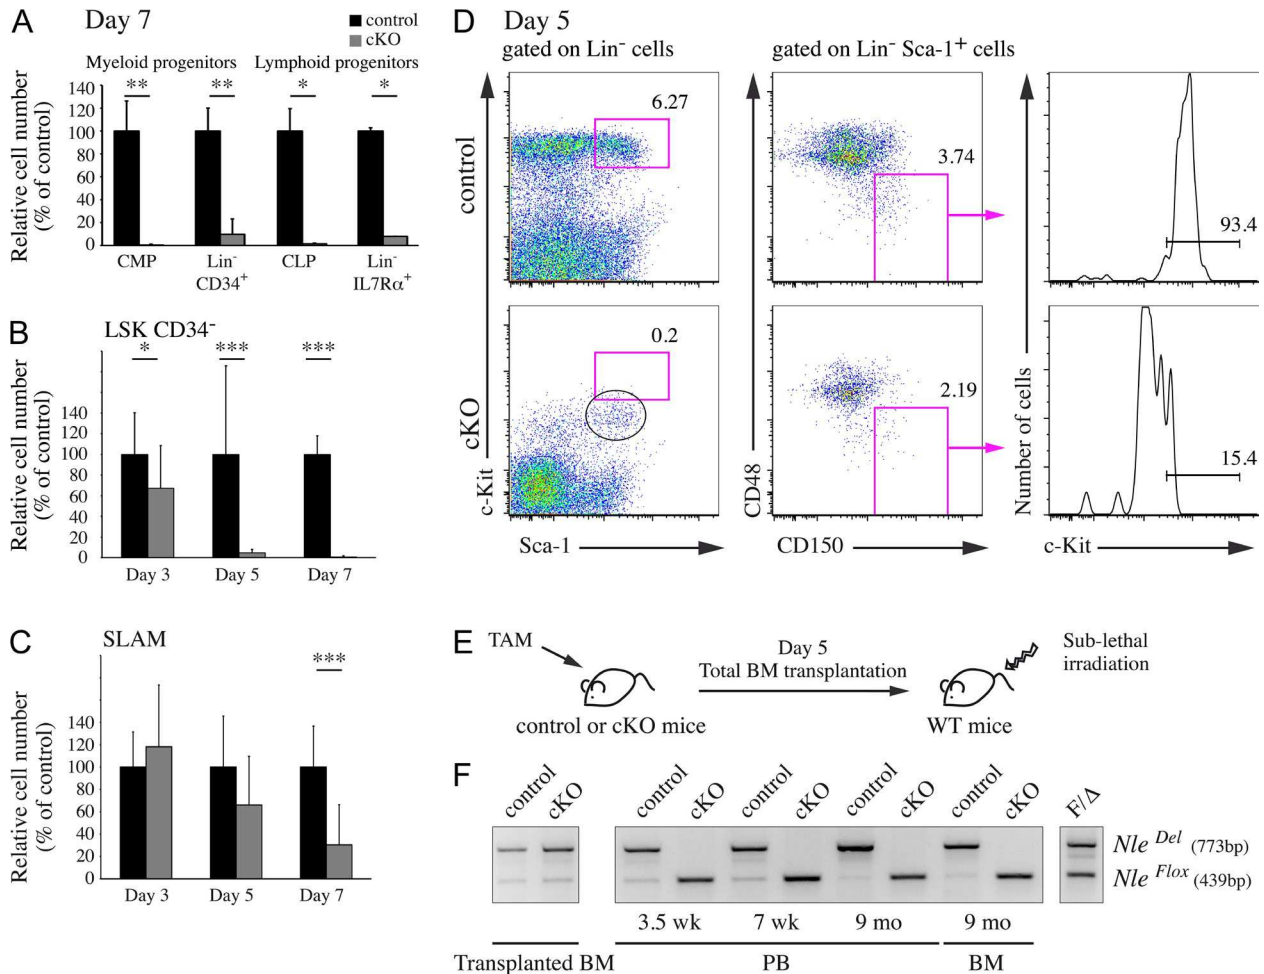 A Day 7
control
cKO
Myeloid progenitors Lymphoid progenitors
** ** * *
Relative cell number
(% of control)
140
120
100
80
60
40
20
0
CMP Lin⁻ CLP Lin⁻
CD34⁺ IL7Rα⁺
B LSK CD34⁻
* *** ***
Relative cell number
(% of control)
140
120
100
80
60
40
20
0
Day 3 Day 5 Day 7
C SLAM
***
Relative cell number
(% of control)
140
120
100
80
60
40
20
0
Day 3 Day 5 Day 7
D Day 5
gated on Lin⁻ cells gated on Lin⁻ Sca-1⁺ cells
control
6.27
3.74
93.4
cKO
0.2
2.19
15.4
c-Kit
CD48
Number of cells
Sca-1 CD150 c-Kit
E TAM
Day 5
Total BM transplantation
Sub-lethal
irradiation
control or cKO mice WT mice
F control cKO control cKO control cKO control cKO control cKO F/Δ
Nle Del (773bp)
Nle Flox (439bp)
3.5 wk 7 wk 9 mo 9 mo
Transplanted BM PB BM